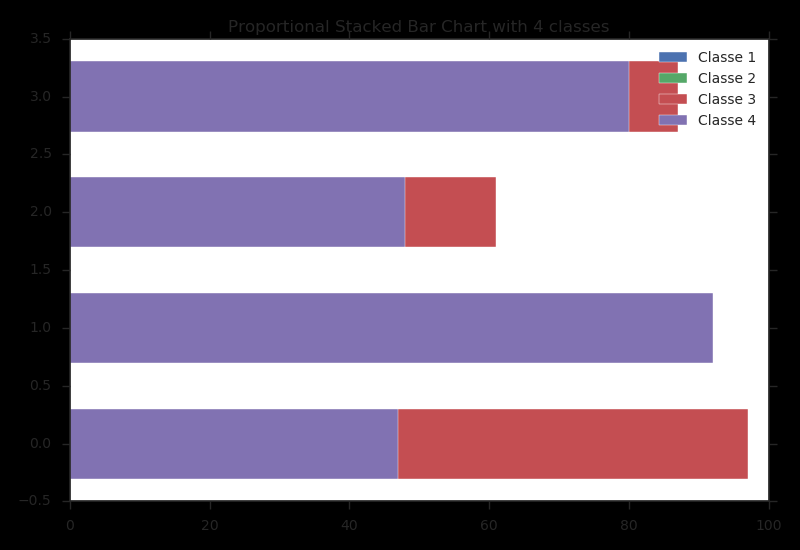 Proportional Stacked Bar Chart with 4 classes
3.5
Classe 1
Classe 2
3.0
Classe 3
Classe 4
2.5
2.0
1.5
1.0
0.5
0.0
−0.5
0 20 40 60 80 100